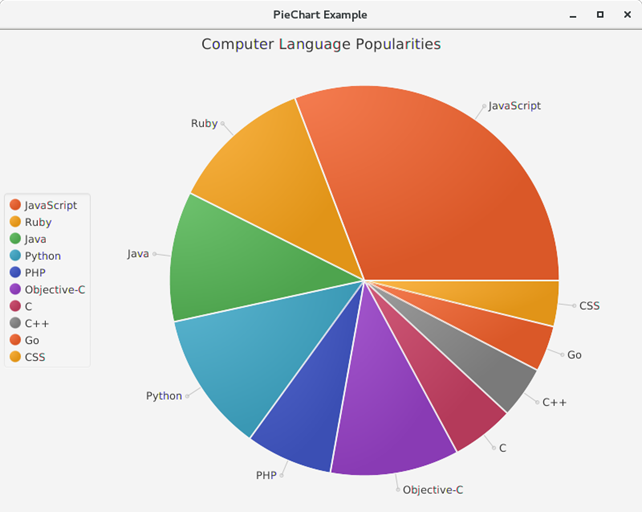 PieChart Example
Computer Language Popularities
JavaScript
Ruby
Java
Python
PHP
Objective-C
C
C++
Go
CSS
JavaScript
Ruby
Java
Python
PHP
Objective-C
C
C++
Go
CSS